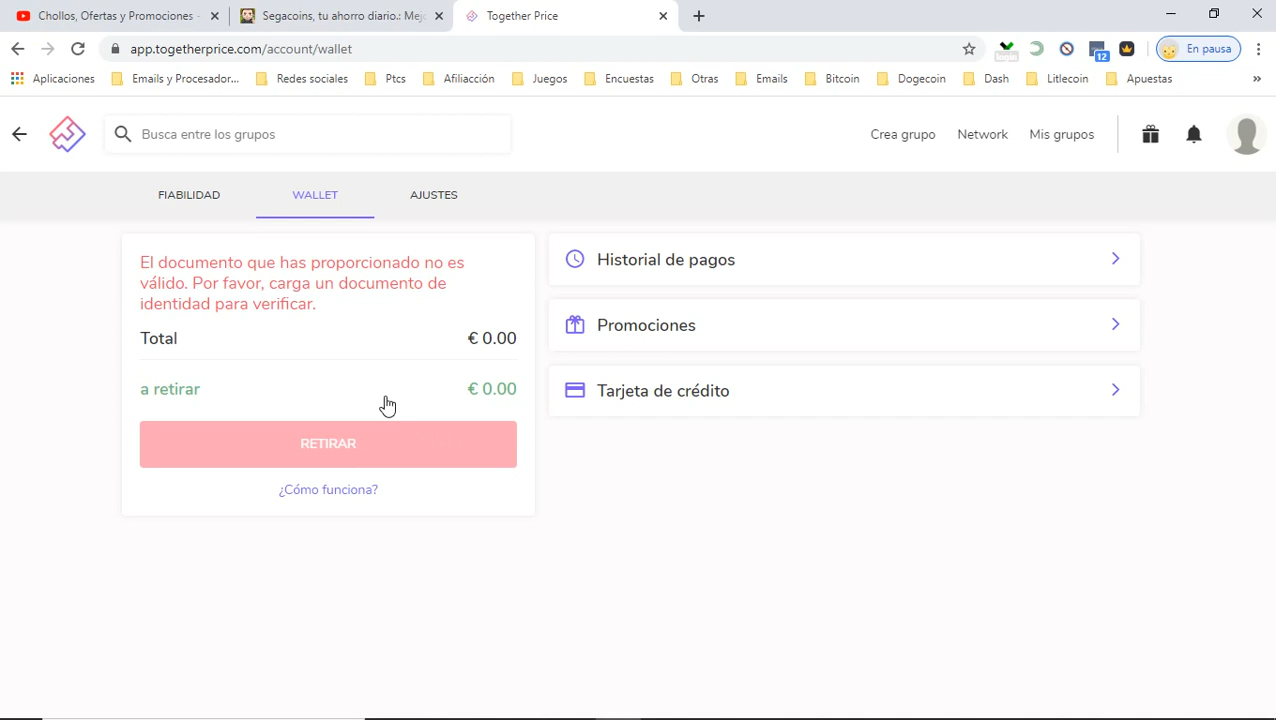 Chollos, Ofertas y Promociones -
Segacoins, tu ahorro diario.: Mej
Together Price
app.togetherprice.com/account/wallet
12
En pausa
Aplicaciones
Emails y Procesador...
Redes sociales
Ptcs
Afiliacción
Juegos
Encuestas
Otras
Emails
Bitcoin
Dogecoin
Dash
Litlecoin
Apuestas
»
Busca entre los grupos
Crea grupo
Network
Mis grupos
FIABILIDAD
WALLET
AJUSTES
El documento que has proporcionado no es
válido. Por favor, carga un documento de
identidad para verificar.
Total € 0.00
a retirar € 0.00
RETIRAR
¿Cómo funciona?
Historial de pagos
Promociones
Tarjeta de crédito